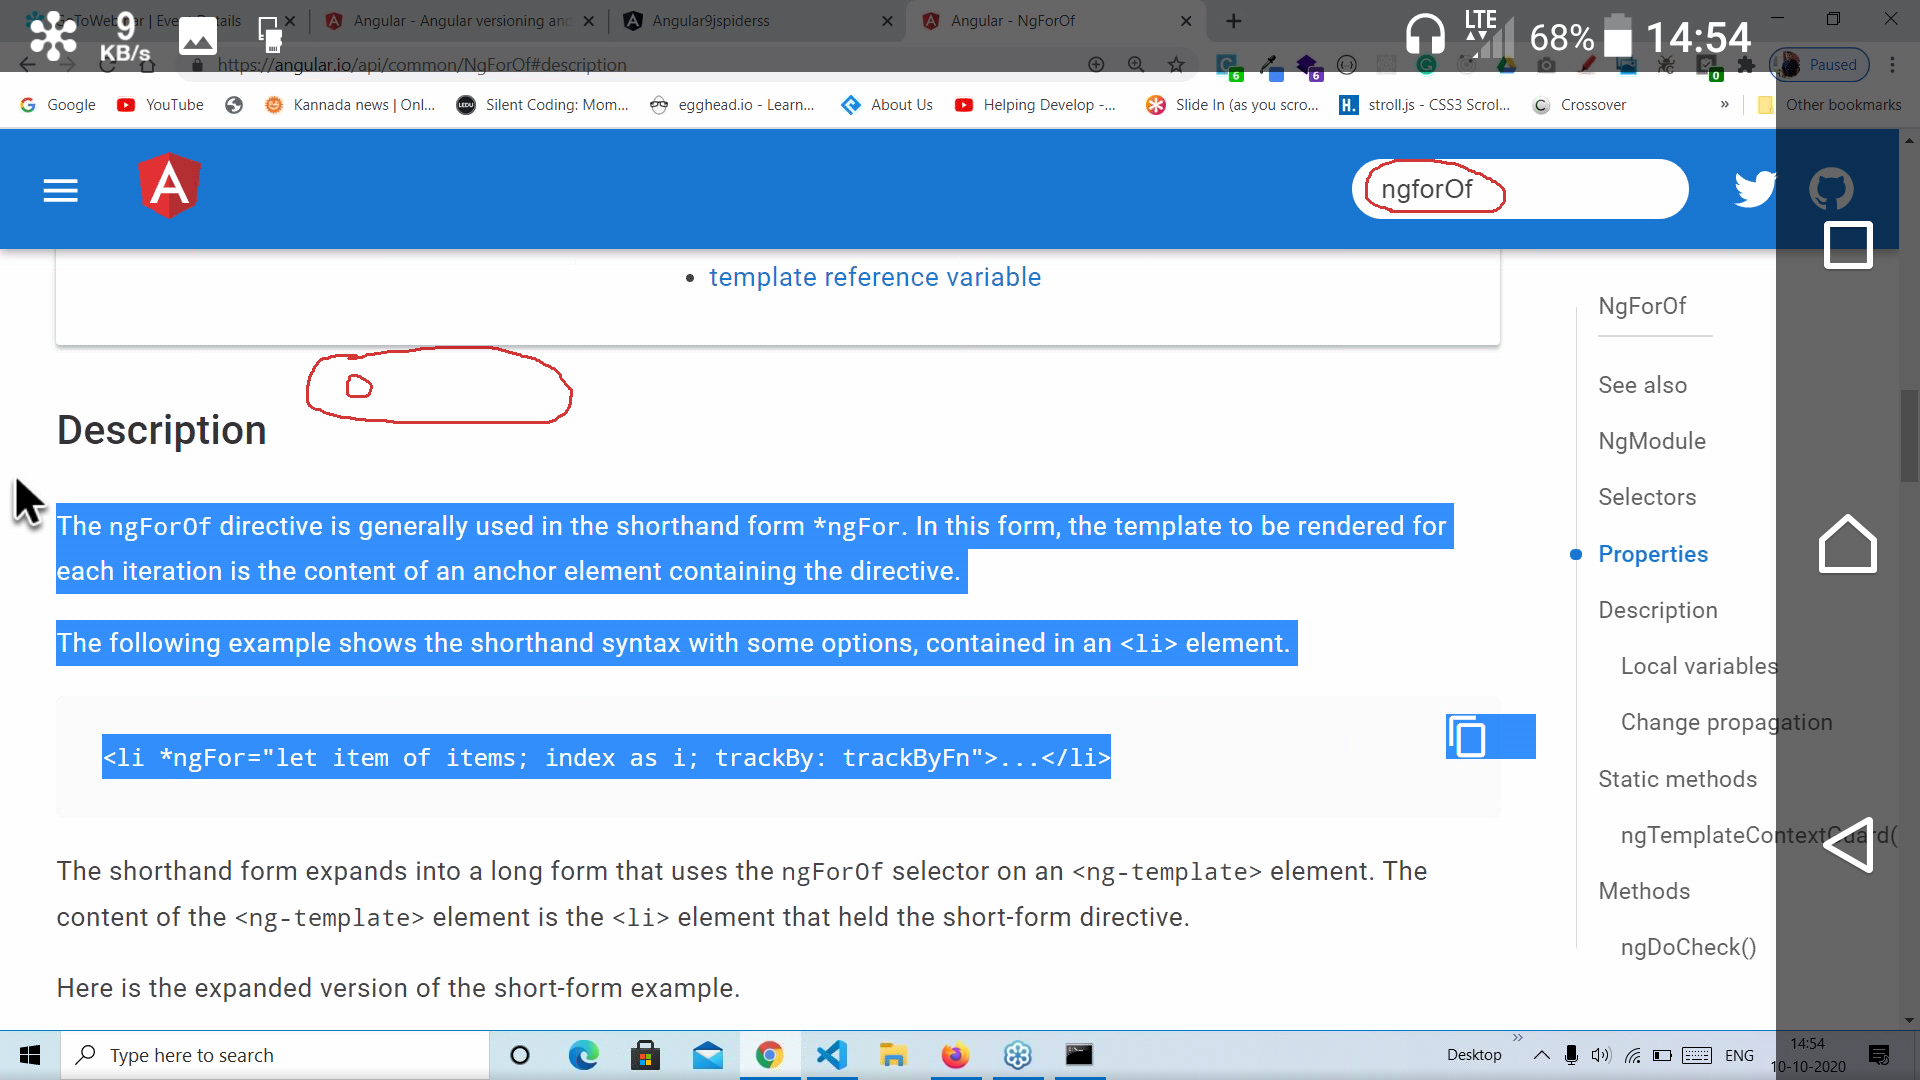 9
KB/s
LTE
68%
14:54
Details
Angular - Angular versioning and
Angular9jspiderss
Angular - NgForOf
https://angular.io/api/common/NgForOf#description
6
6
0
Paused
Google
YouTube
Kannada news | Onl...
Silent Coding: Mom...
egghead.io - Learn...
About Us
Helping Develop -...
Slide In (as you scro...
H.
stroll.js - CSS3 Scrol...
Crossover
»
Other bookmarks
A
ngforOf
template reference variable
Description
The ngForOf directive is generally used in the shorthand form *ngFor. In this form, the template to be rendered for
each iteration is the content of an anchor element containing the directive.
The following example shows the shorthand syntax with some options, contained in an <li> element.
<li *ngFor="let item of items; index as i; trackBy: trackByFn">...</li>
The shorthand form expands into a long form that uses the ngForOf selector on an <ng-template> element. The
content of the <ng-template> element is the <li> element that held the short-form directive.
Here is the expanded version of the short-form example.
NgForOf
See also
NgModule
Selectors
Properties
Description
Local variables
Change propagation
Static methods
ngTemplateContextGuard(
Methods
ngDoCheck()
Type here to search
Desktop
»
ENG
14:54
10-10-2020